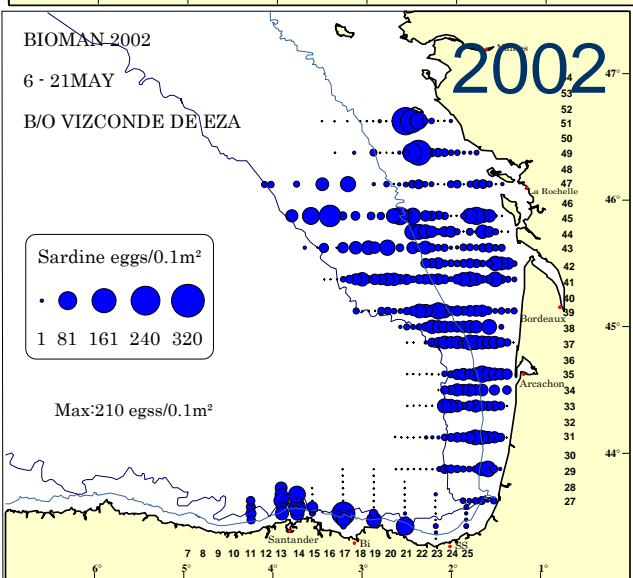 BIOMAN 2002
6 - 21MAY
B/O VIZCONDE DE EZA
2002
Nantes
47°
54
53
52
51
50
49
48
47
La Rochelle
46°
46
45
44
43
42
41
40
39
Bordeaux
38
45°
37
36
35
Arcachon
34
33
32
31
30
44°
29
28
27
Sardine eggs/0.1m²
1 81 161 240 320
Max:210 egss/0.1m²
Santander
Bi
SS
7 8 9 10 11 12 13 14 15 16 17 18 19 20 21 22 23 24 25
6° 5° 4° 3° 2°